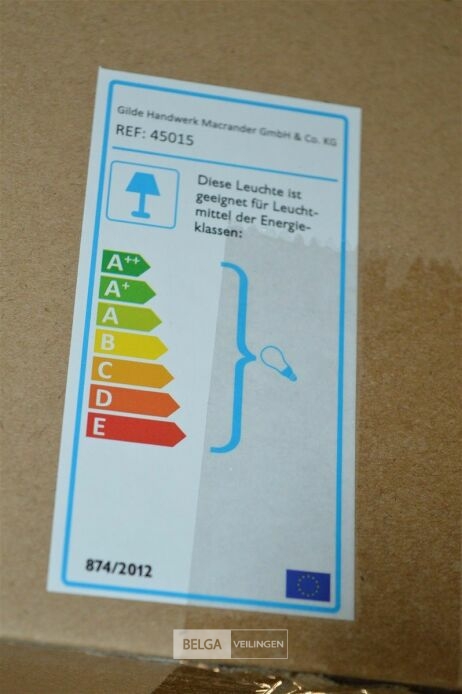 Gilde Handwerk Macrander GmbH & Co. KG
REF: 45015
Diese Leuchte ist
geeignet für Leucht-
mittel der Energie-
klassen:
A++
A+
A
B
C
D
E
874/2012
BELGA VEILINGEN